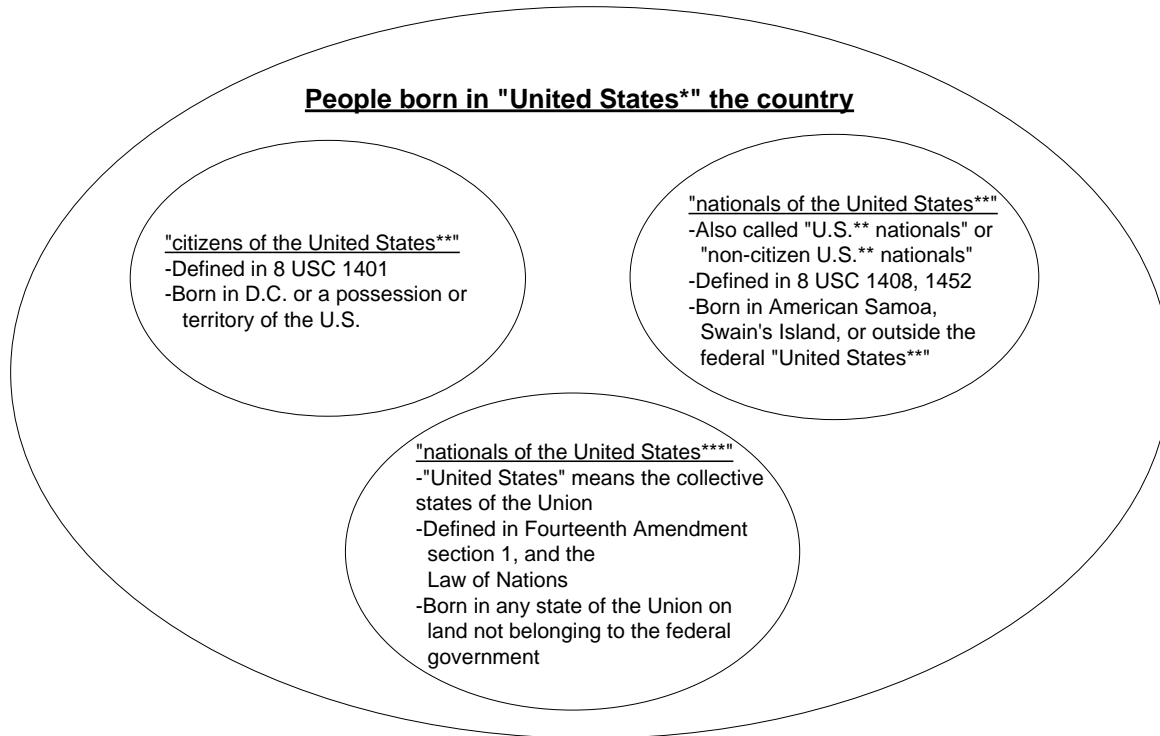 People born in "United States*" the country
"citizens of the United States**"
-Defined in 8 USC 1401
-Born in D.C. or a possession or
territory of the U.S.
"nationals of the United States**"
-Also called "U.S.** nationals" or
"non-citizen U.S.** nationals"
-Defined in 8 USC 1408, 1452
-Born in American Samoa,
Swain's Island, or outside the
federal "United States**"
"nationals of the United States***"
-"United States" means the collective
states of the Union
-Defined in Fourteenth Amendment
section 1, and the
Law of Nations
-Born in any state of the Union on
land not belonging to the federal
government